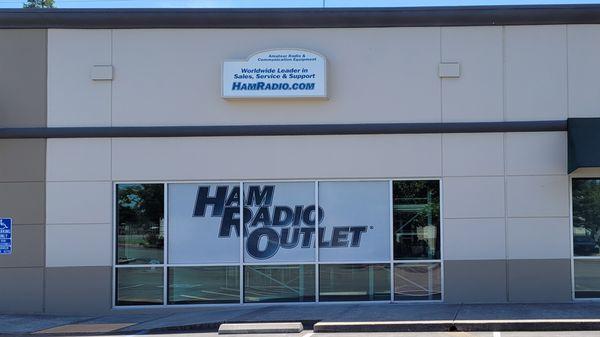 Amateur Radio &
Communication Equipment
Worldwide Leader in
Sales, Service & Support
HAMRADIO.COM
HAM
RADIO
OUTLET®